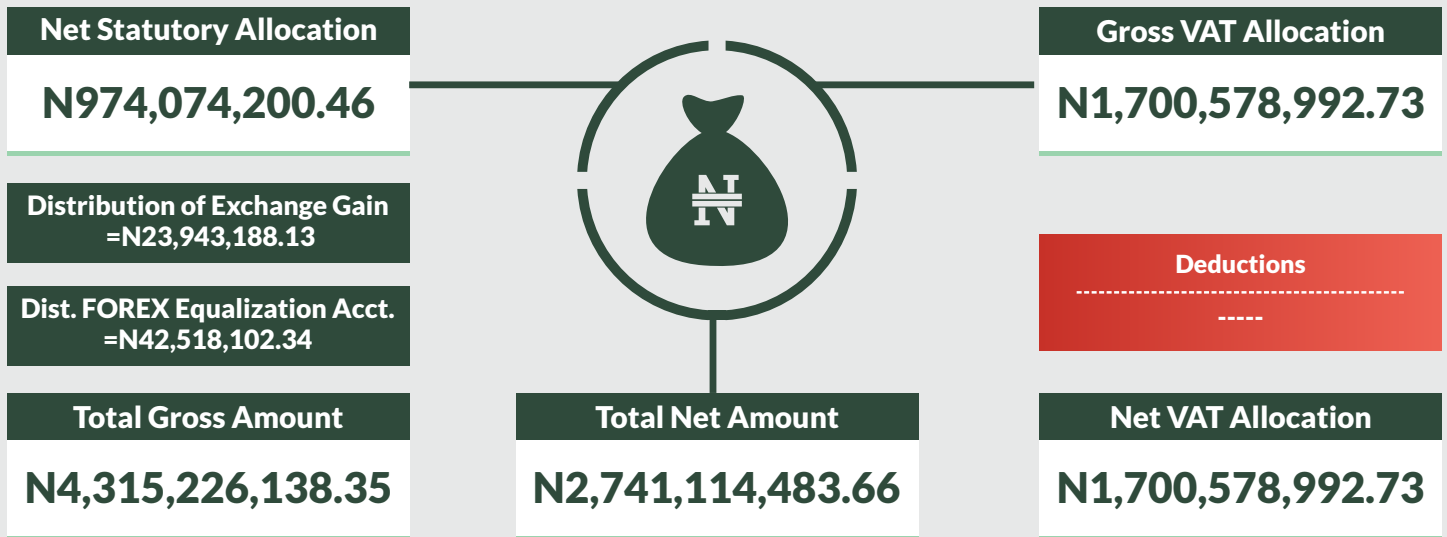 Net Statutory Allocation
N974,074,200.46
Distribution of Exchange Gain
=N23,943,188.13
Dist. FOREX Equalization Acct.
=N42,518,102.34
Total Gross Amount
N4,315,226,138.35
₦
Total Net Amount
N2,741,114,483.66
Gross VAT Allocation
N1,700,578,992.73
Deductions
--------------------------------------------
-----
Net VAT Allocation
N1,700,578,992.73